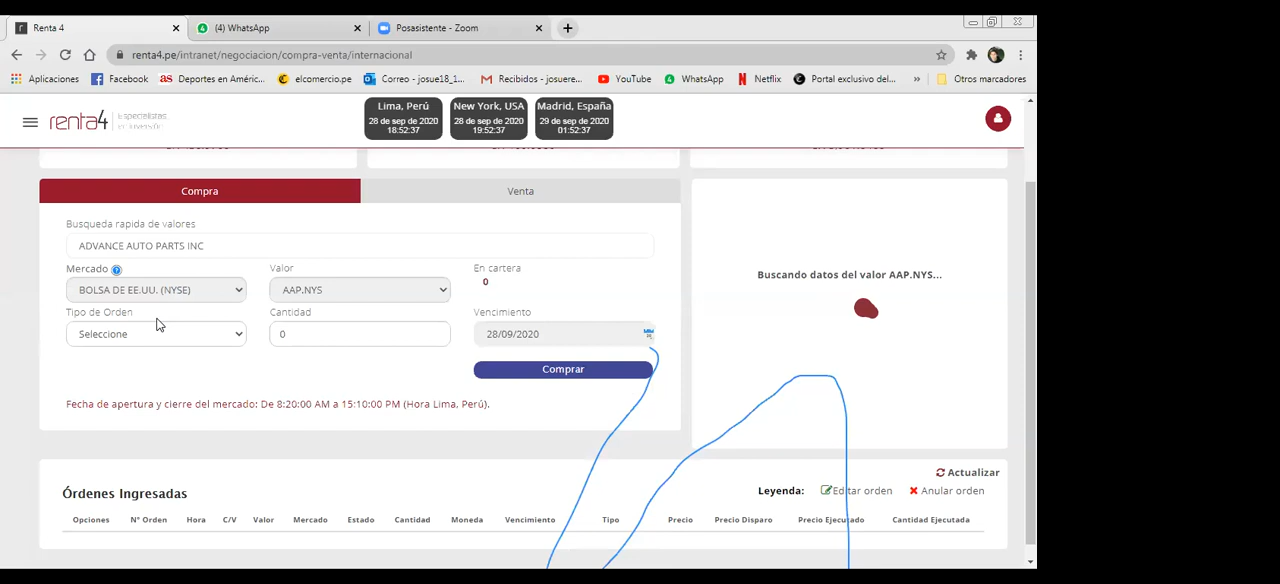 Renta 4
(4) WhatsApp
Posasistente - Zoom
renta4.pe/intranet/negociacion/compra-venta/internacional
Aplicaciones
Facebook
as Deportes en Améric...
elcomercio.pe
Correo - josue18_1...
Recibidos - josuere...
YouTube
WhatsApp
Netflix
Portal exclusivo del...
»
Otros marcadores
renta4
Especialistas en Inversión
Lima, Perú
28 de sep de 2020
18:52:37
New York, USA
28 de sep de 2020
19:52:37
Madrid, España
29 de sep de 2020
01:52:37
Compra
Venta
Busqueda rapida de valores
ADVANCE AUTO PARTS INC
Mercado
Valor
En cartera
BOLSA DE EE.UU. (NYSE)
AAP.NYS
0
Tipo de Orden
Cantidad
Vencimiento
Seleccione
0
28/09/2020
Comprar
Fecha de apertura y cierre del mercado: De 8:20:00 AM a 15:10:00 PM (Hora Lima, Perú).
Buscando datos del valor AAP.NYS...
Actualizar
Órdenes Ingresadas
Leyenda:
Editar orden
Anular orden
Opciones
N° Orden
Hora
C/V
Valor
Mercado
Estado
Cantidad
Moneda
Vencimiento
Tipo
Precio
Precio Disparo
Precio Ejecutado
Cantidad Ejecutada